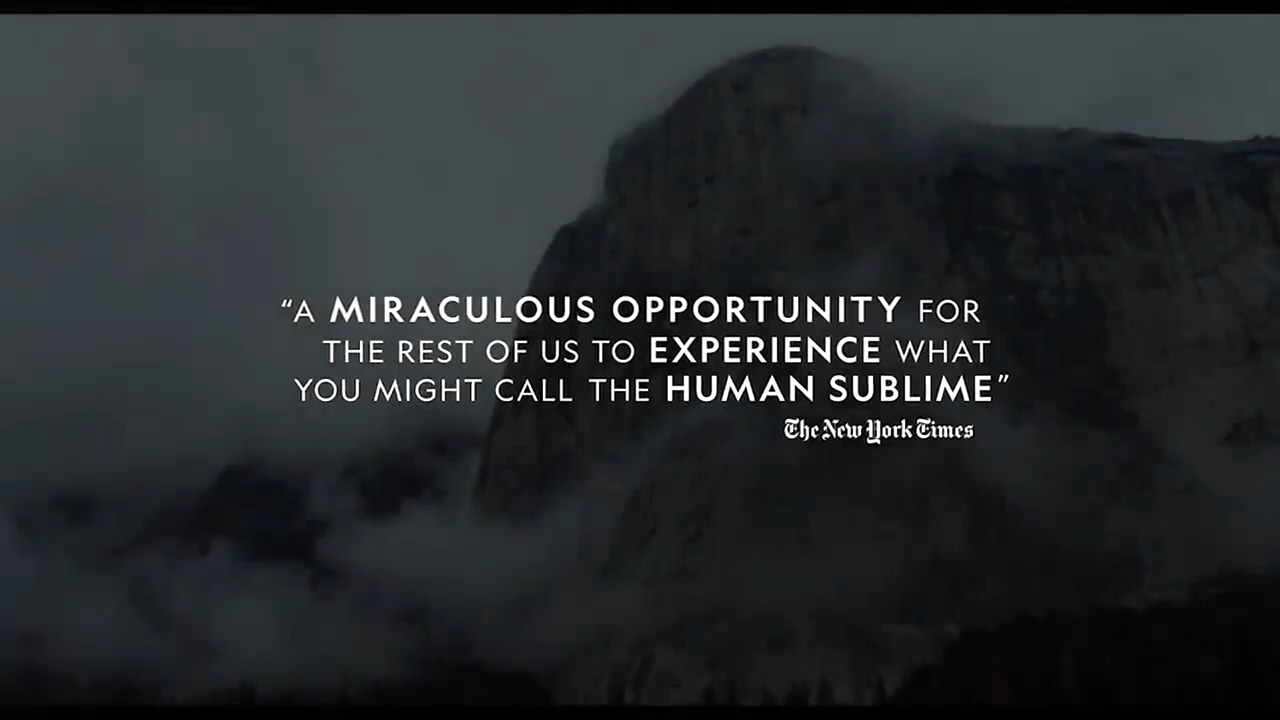 “A MIRACULOUS OPPORTUNITY FOR
THE REST OF US TO EXPERIENCE WHAT
YOU MIGHT CALL THE HUMAN SUBLIME”
The New York Times